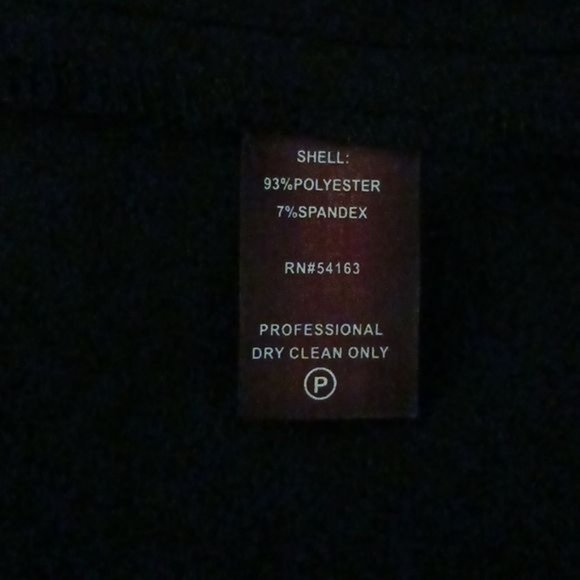 SHELL:
93%POLYESTER
7%SPANDEX
RN#54163
PROFESSIONAL
DRY CLEAN ONLY
P